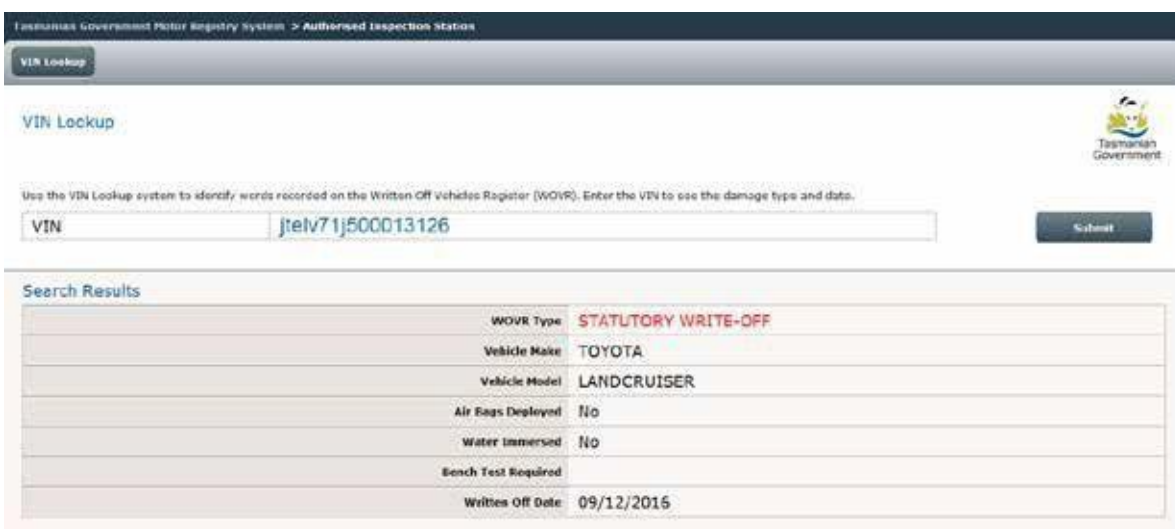 Tasmanian Government Motor Registry System > Authorised Inspection Station
VIN Lookup
VIN Lookup
Tasmanian
Government
Use the VIN Lookup system to identify words recorded on the Written Off Vehicles Register (WOVR). Enter the VIN to see the damage type and date.
VIN jtelv71j500013126
Submit
Search Results
WOVR Type STATUTORY WRITE-OFF
Vehicle Make TOYOTA
Vehicle Model LANDCRUISER
Air Bags Deployed No
Water Immersed No
Bench Test Required
Written Off Date 09/12/2016